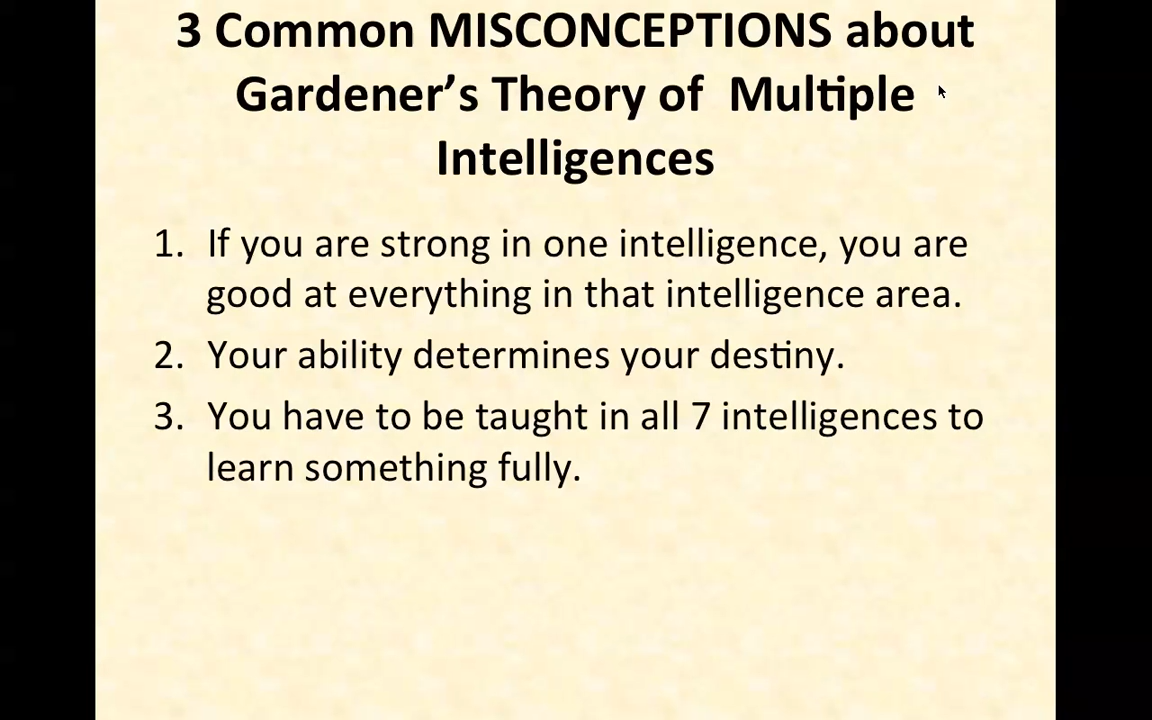 3 Common MISCONCEPTIONS about
Gardener’s Theory of  Multiple
Intelligences
1. If you are strong in one intelligence, you are
good at everything in that intelligence area.
2. Your ability determines your destiny.
3. You have to be taught in all 7 intelligences to
learn something fully.